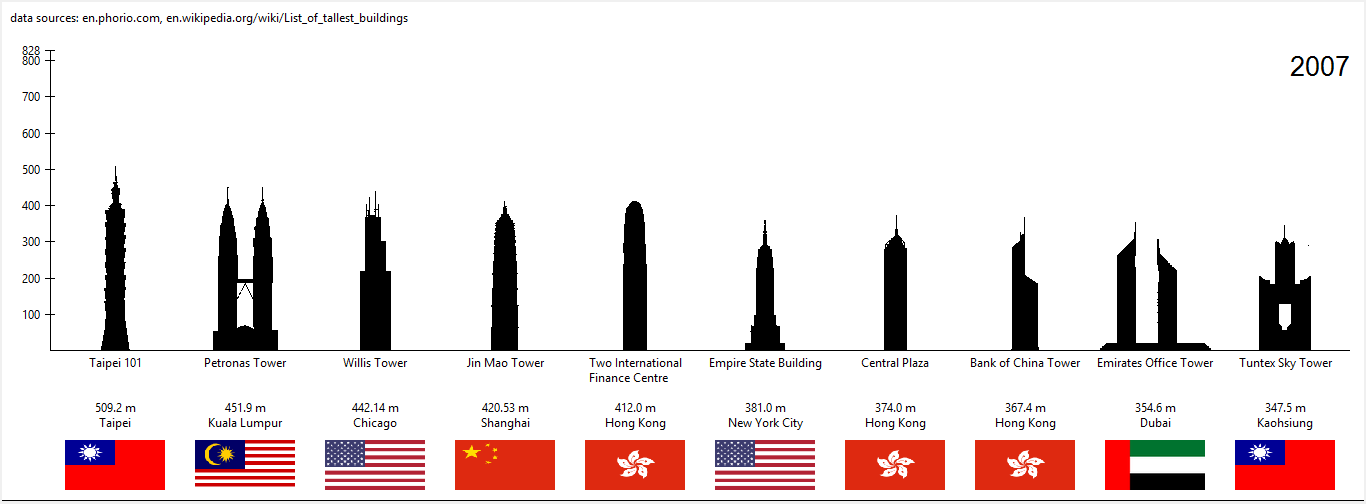 data sources: en.phorio.com, en.wikipedia.org/wiki/List_of_tallest_buildings
2007
828
800
700
600
500
400
300
200
100
Taipei 101 Petronas Tower Willis Tower Jin Mao Tower Two International Empire State Building Central Plaza Bank of China Tower Emirates Office Tower Tuntex Sky Tower
Finance Centre
509.2 m 451.9 m 442.14 m 420.53 m 412.0 m 381.0 m 374.0 m 367.4 m 354.6 m 347.5 m
Taipei Kuala Lumpur Chicago Shanghai Hong Kong New York City Hong Kong Hong Kong Dubai Kaohsiung